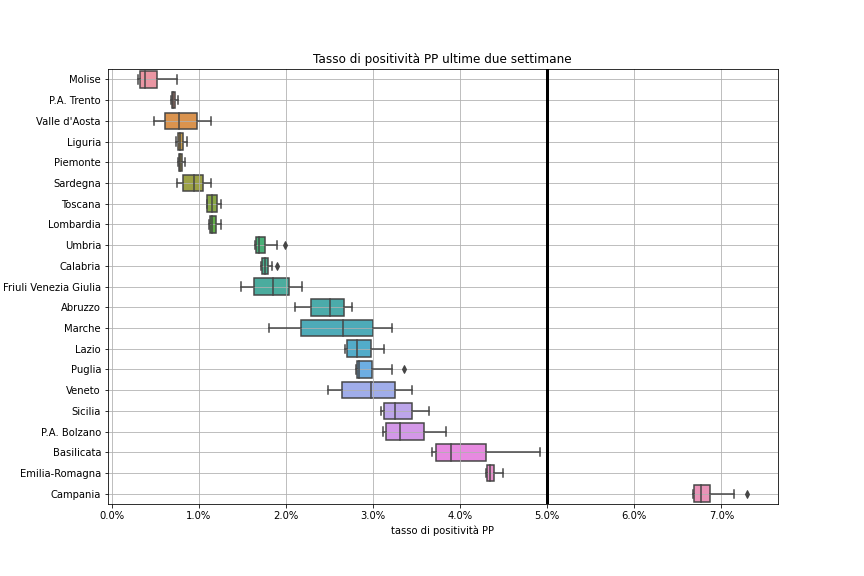 Tasso di positività PP ultime due settimane
Molise
P.A. Trento
Valle d'Aosta
Liguria
Piemonte
Sardegna
Toscana
Lombardia
Umbria
Calabria
Friuli Venezia Giulia
Abruzzo
Marche
Lazio
Puglia
Veneto
Sicilia
P.A. Bolzano
Basilicata
Emilia-Romagna
Campania
0.0% 1.0% 2.0% 3.0% 4.0% 5.0% 6.0% 7.0%
tasso di positività PP